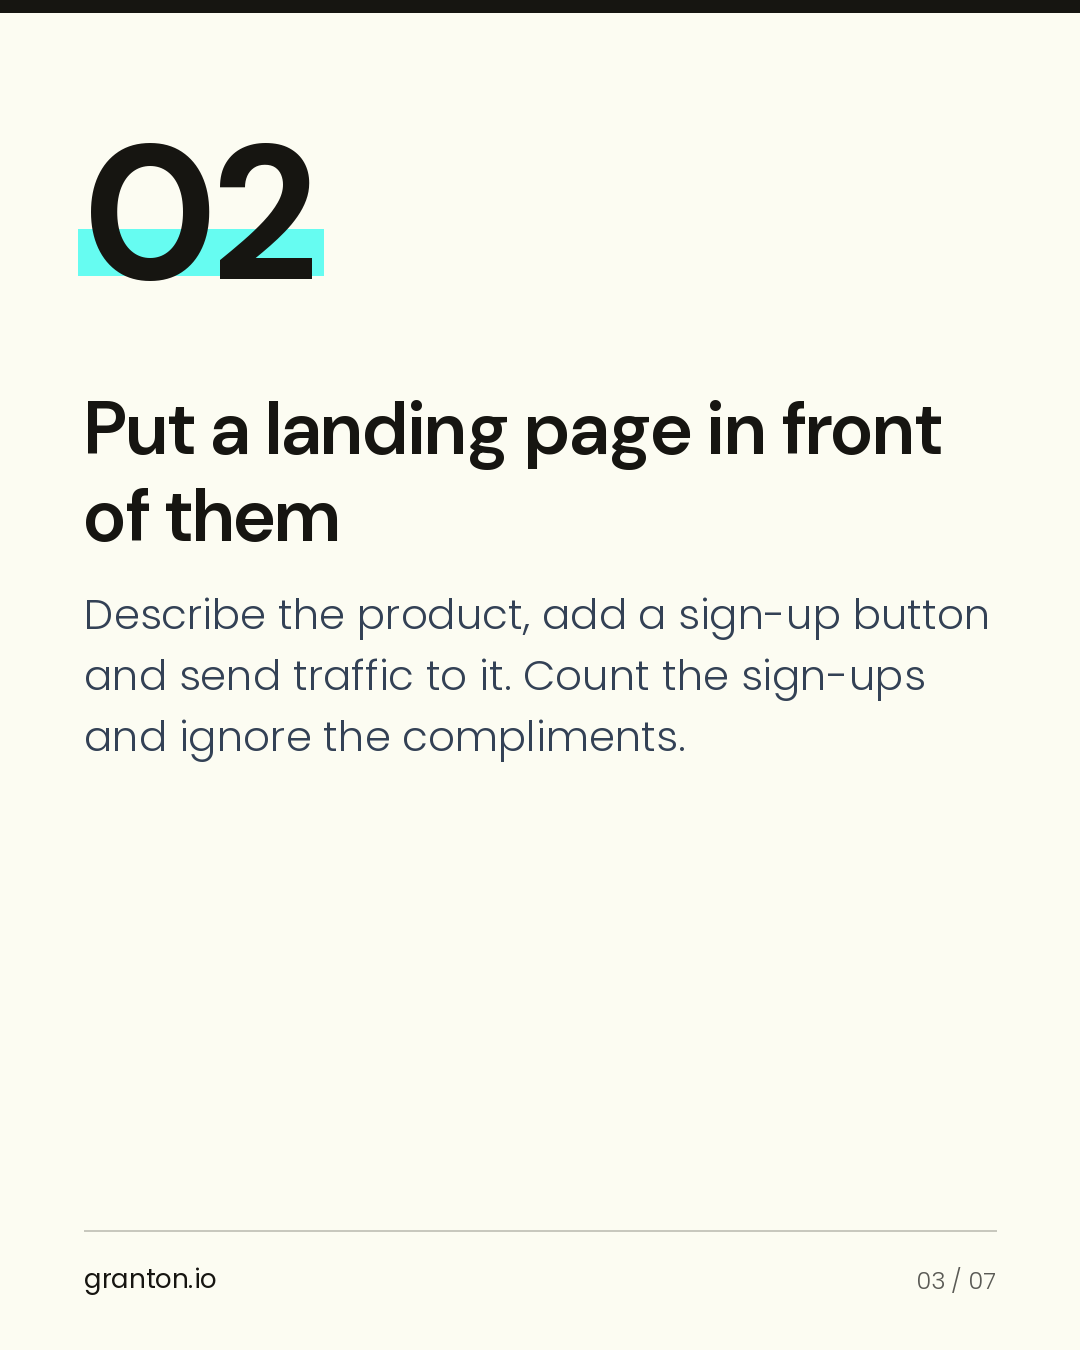 02
Put a landing page in front
of them
Describe the product, add a sign-up button
and send traffic to it. Count the sign-ups
and ignore the compliments.
granton.io
03 / 07